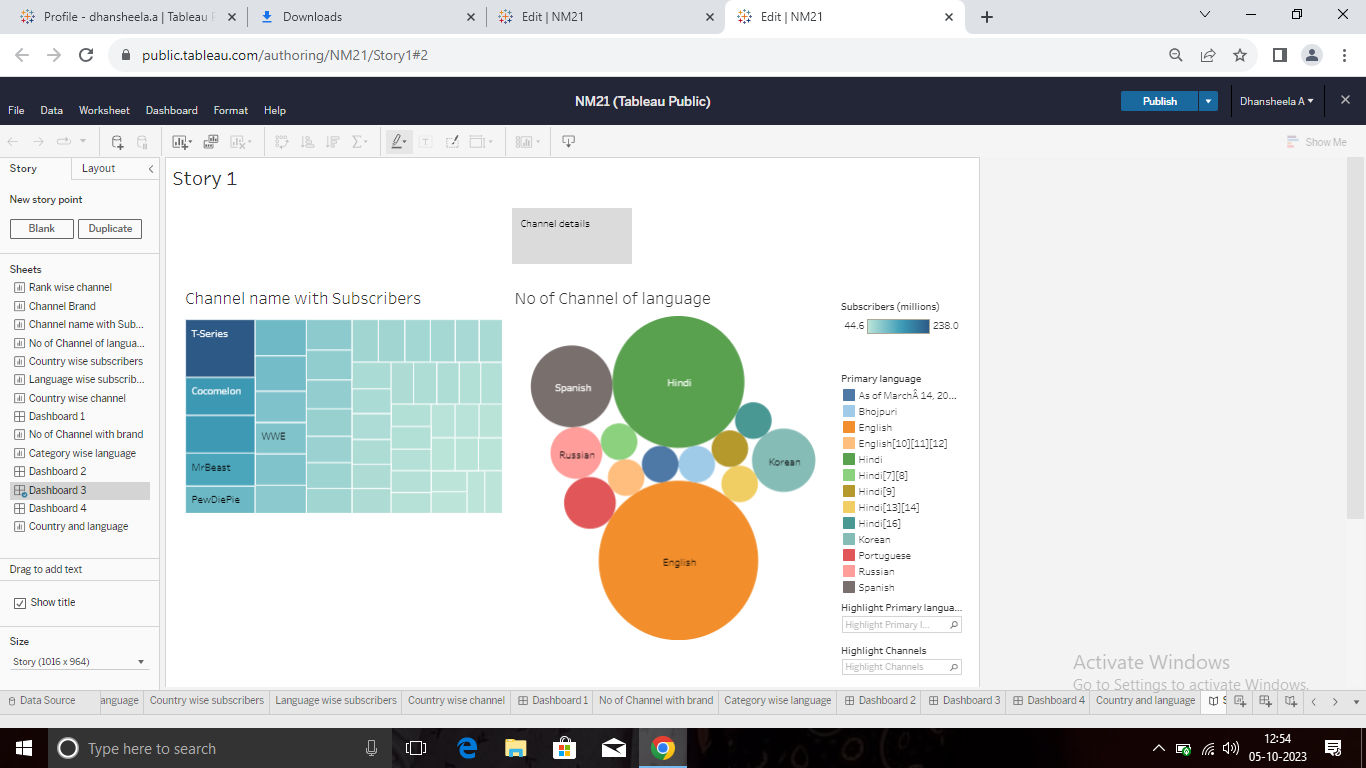 Profile - dhansheela.a | Tableau P
Downloads
Edit | NM21
Edit | NM21
public.tableau.com/authoring/NM21/Story1#2
NM21 (Tableau Public)
Publish
Dhansheela A
File Data Worksheet Dashboard Format Help
Show Me
Story Layout
New story point
Blank Duplicate
Sheets
Rank wise channel
Channel Brand
Channel name with Sub...
No of Channel of langua...
Country wise subscribers
Language wise subscrib...
Country wise channel
Dashboard 1
No of Channel with brand
Category wise language
Dashboard 2
Dashboard 3
Dashboard 4
Country and language
Drag to add text
Show title
Size
Story (1016 x 964)
Story 1
Channel details
Channel name with Subscribers
T-Series
Cocomelon
WWE
MrBeast
PewDiePie
No of Channel of language
Hindi
Spanish
Russian
Korean
English
Subscribers (millions)
44.6 238.0
Primary language
As of MarchÂ 14, 20...
Bhojpuri
English
English[10][11][12]
Hindi
Hindi[7][8]
Hindi[9]
Hindi[13][14]
Hindi[16]
Korean
Portuguese
Russian
Spanish
Highlight Primary langua...
Highlight Primary l...
Highlight Channels
Highlight Channels
Activate Windows
Go to Settings to activate Windows.
Data Source
anguage
Country wise subscribers
Language wise subscribers
Country wise channel
Dashboard 1
No of Channel with brand
Category wise language
Dashboard 2
Dashboard 3
Dashboard 4
Country and language
S
Type here to search
12:54
05-10-2023